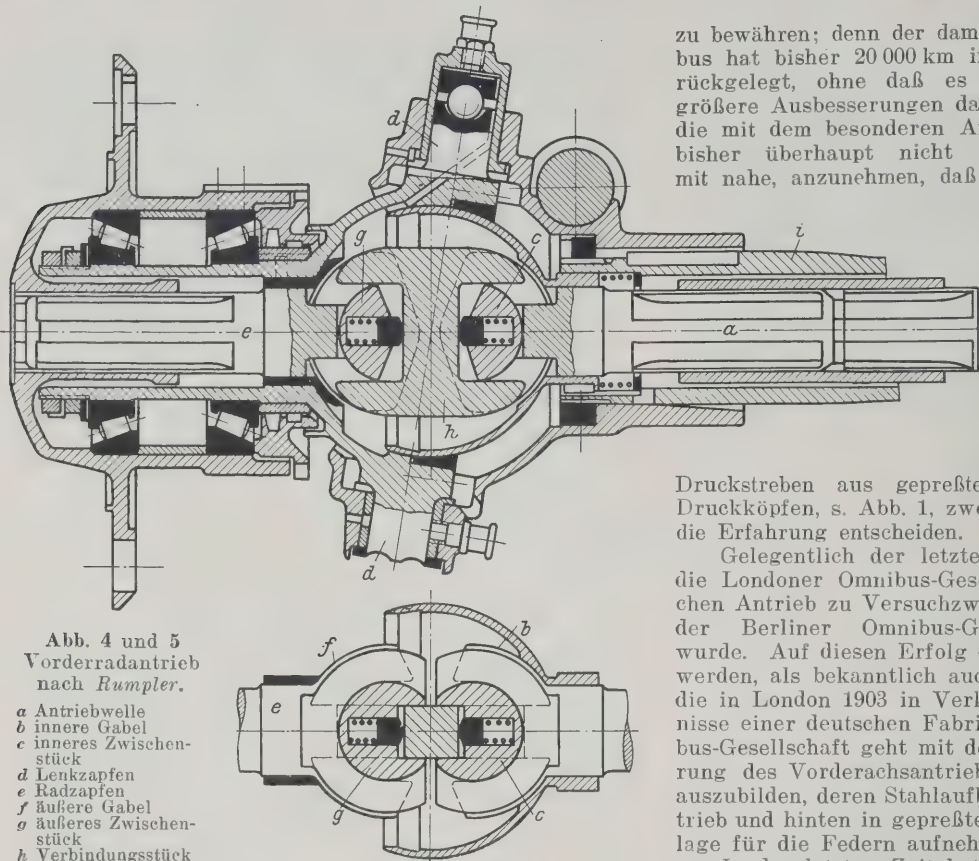 zu bewähren; denn der dam
bus hat bisher 20 000 km i
rückgelegt, ohne daß es
größere Ausbesserungen da
die mit dem besonderen A
bisher überhaupt nicht
mit nahe, anzunehmen, daß
d
g
c
i
e
a
h
d
Druckstreben aus gepreßte
Druckköpfen, s. Abb. 1, zwe
die Erfahrung entscheiden.
Gelegentlich der letzte
die Londoner Omnibus-Ges
chen Antrieb zu Versuchzw
der Berliner Omnibus-G
wurde. Auf diesen Erfolg
werden, als bekanntlich auc
die in London 1903 in Verk
nisse einer deutschen Fabri
bus-Gesellschaft geht mit de
rung des Vorderachsantrieb
auszubilden, deren Stahlaufb
trieb und hinten in gepreßte
lage für die Federn aufneh
f
b
e
g
c
Abb. 4 und 5
Vorderradantrieb
nach Rumpler.
a Antriebwelle
b innere Gabel
c inneres Zwischen-
stück
d Lenkzapfen
e Radzapfen
f äußere Gabel
g äußeres Zwischen-
stück
h Verbindungsstück